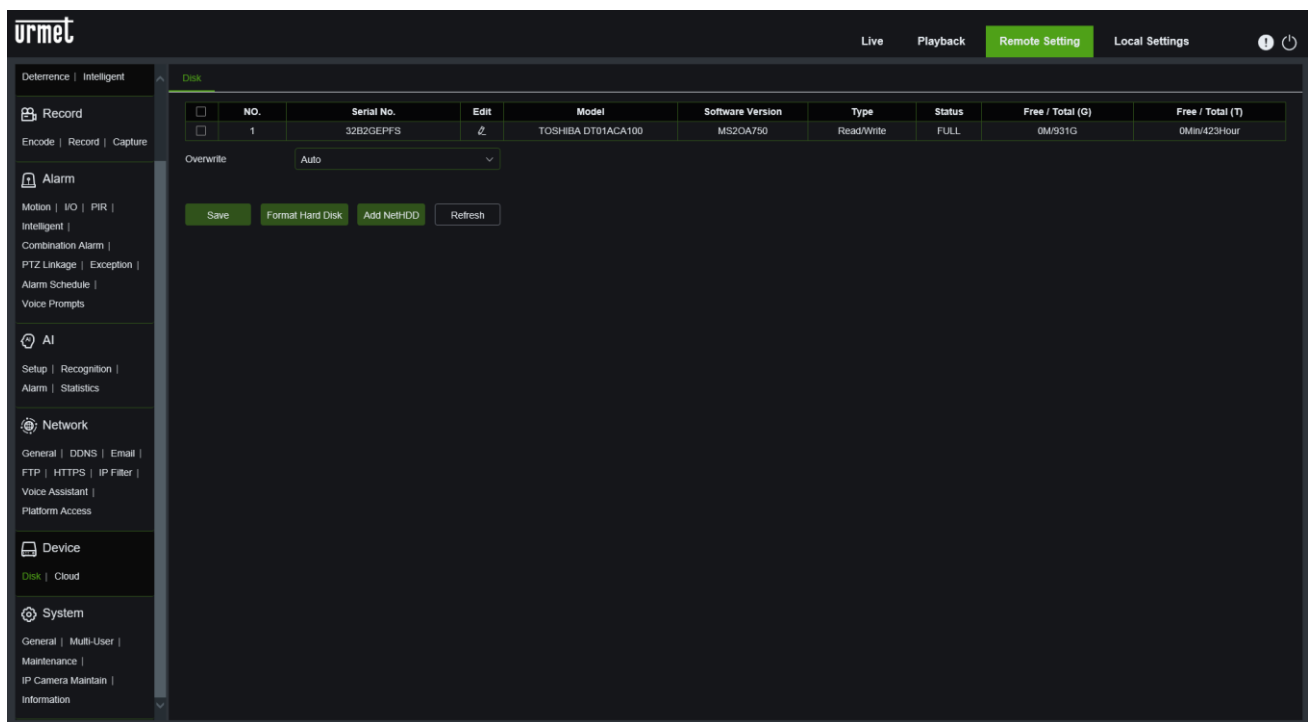 urmet
Live Playback Remote Setting Local Settings
Deterrence | Intelligent
Record
Encode | Record | Capture
Alarm
Motion | I/O | PIR |
Intelligent |
Combination Alarm |
PTZ Linkage | Exception |
Alarm Schedule |
Voice Prompts
AI
Setup | Recognition |
Alarm | Statistics
Network
General | DDNS | Email |
FTP | HTTPS | IP Filter |
Voice Assistant |
Platform Access
Device
Disk | Cloud
System
General | Multi-User |
Maintenance |
IP Camera Maintain |
Information
Disk
NO. Serial No. Edit Model Software Version Type Status Free / Total (G) Free / Total (T)
1 32B2GEPFS TOSHIBA DT01ACA100 MS2OA750 Read/Write FULL 0M/931G 0Min/423Hour
Overwrite Auto
Save Format Hard Disk Add NetHDD Refresh